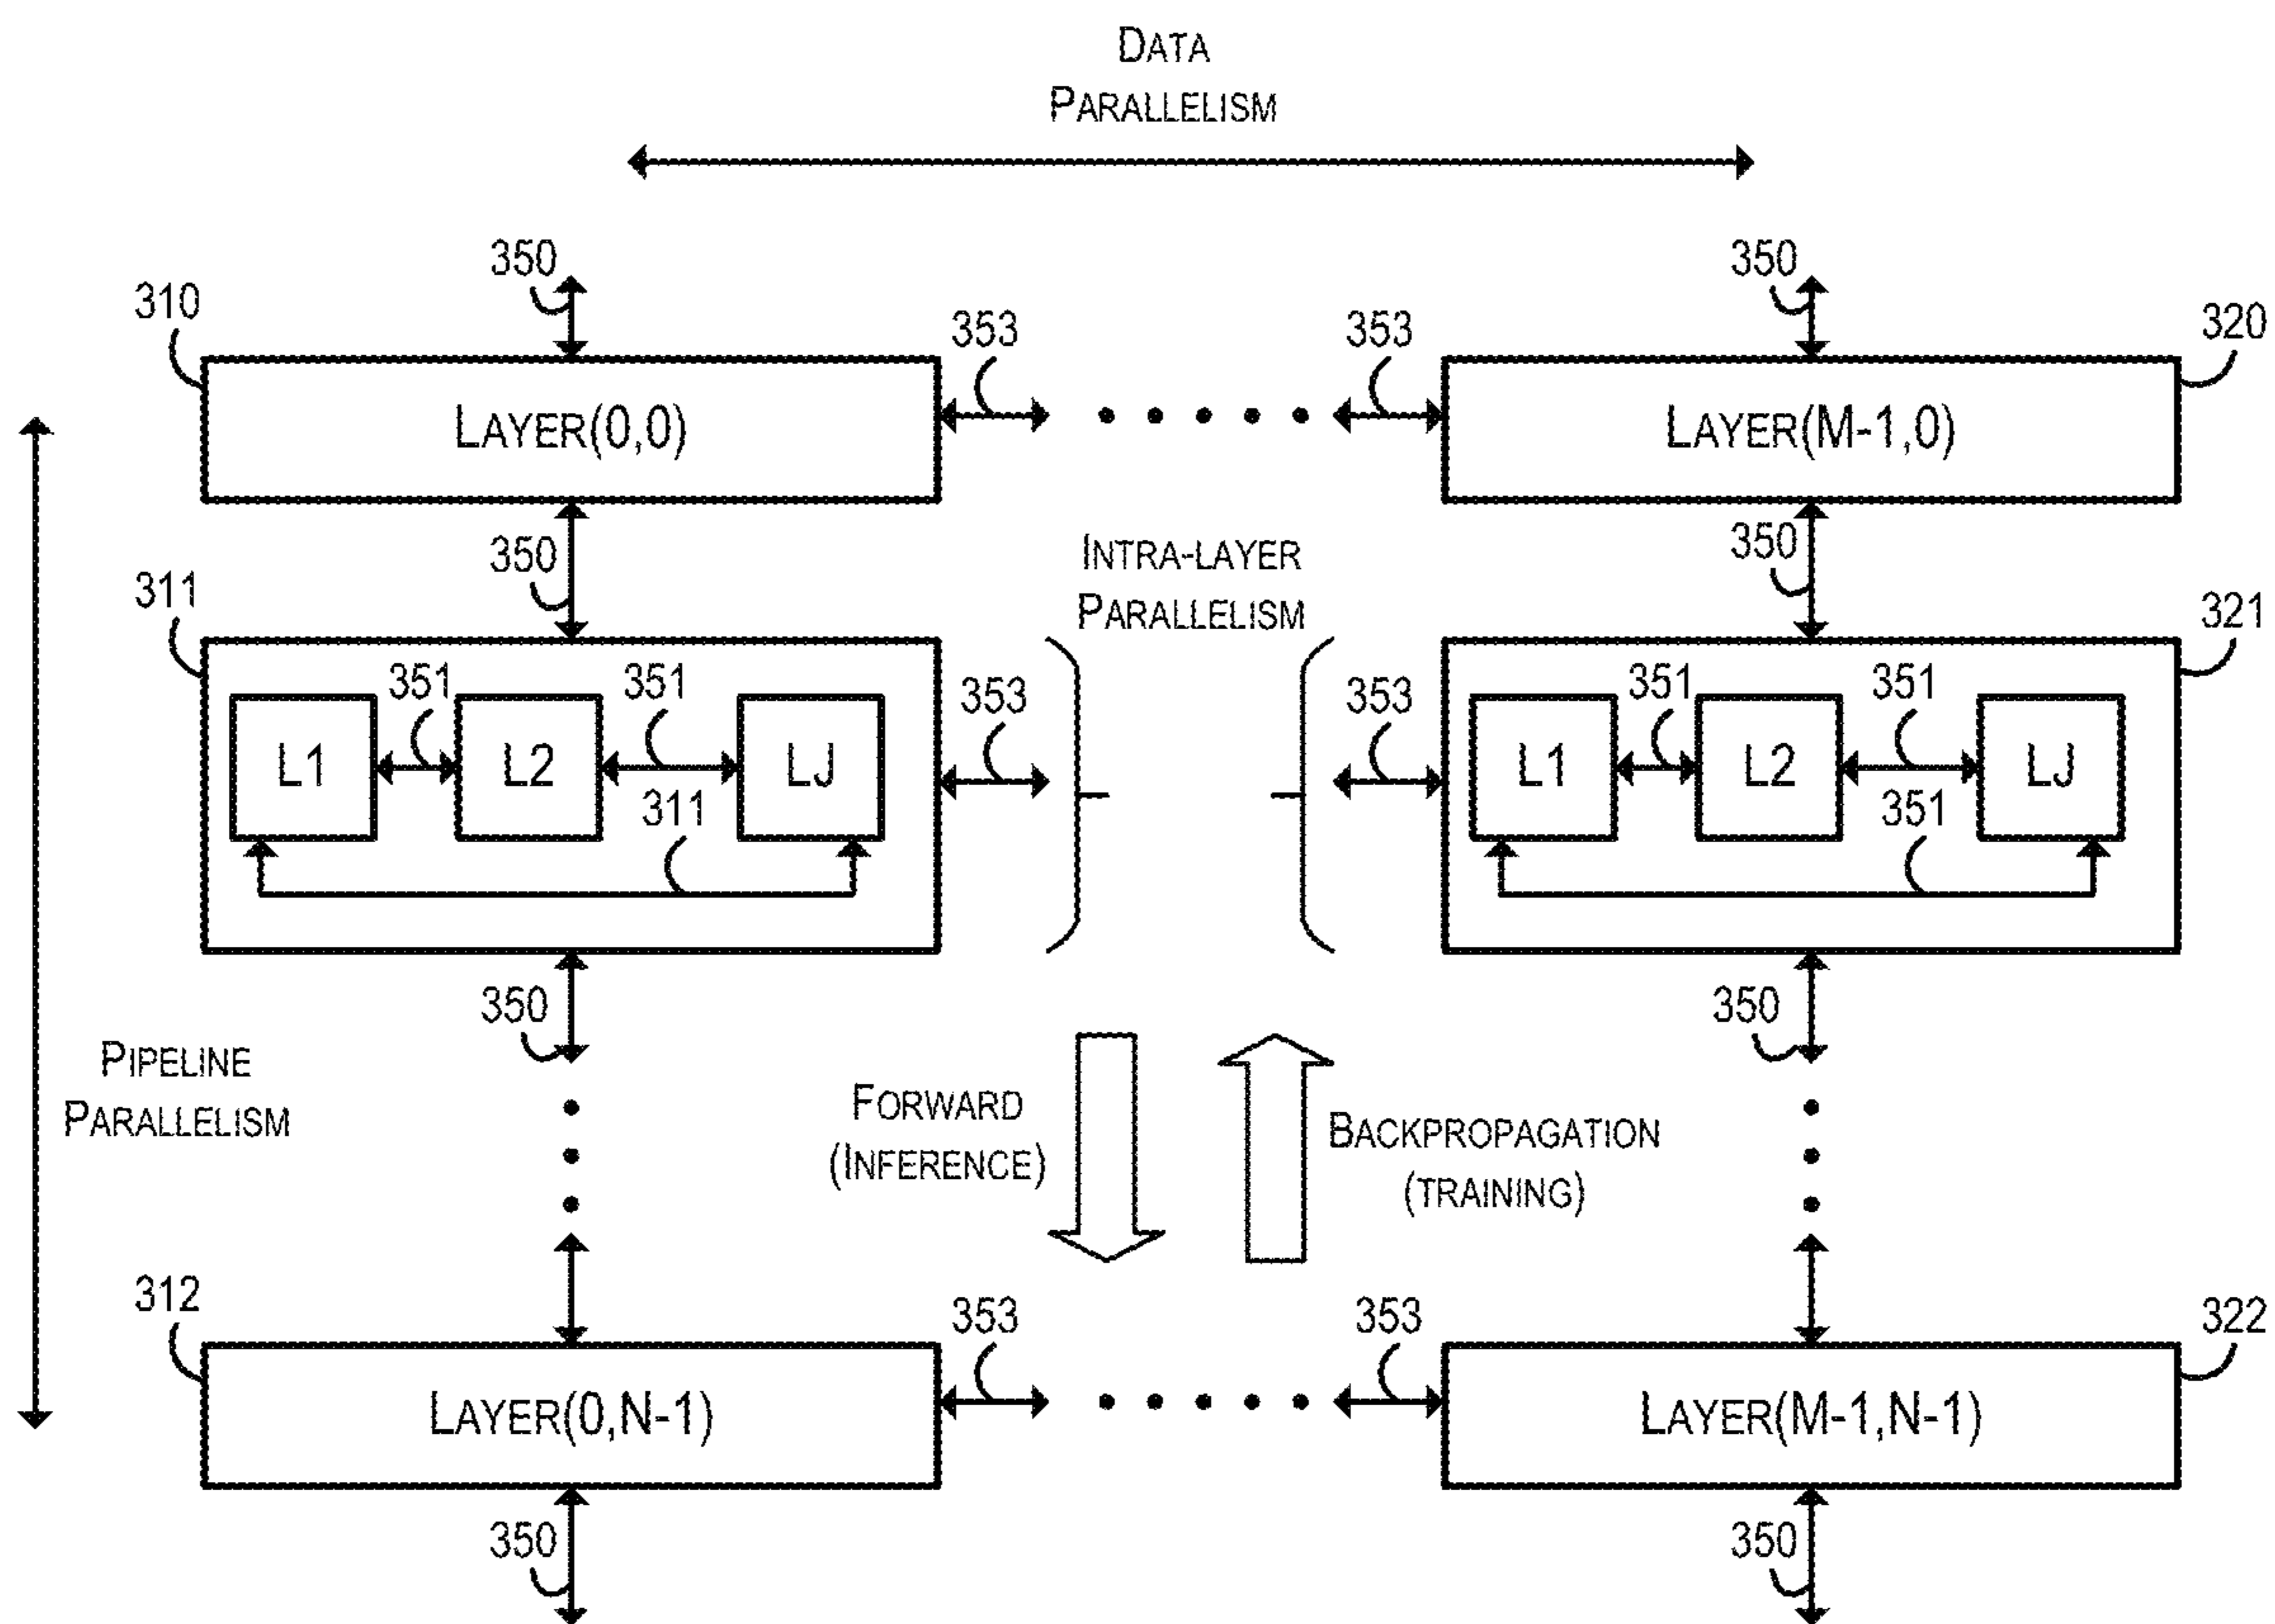 DATA
PARALLELISM
350 350
310 353 353 320
LAYER(0,0) LAYER(M-1,0)
350 350
INTRA-LAYER
PARALLELISM
311 321
351 351 353 353 351 351
L1 L2 LJ L1 L2 LJ
311 351
350 350
PIPELINE
PARALLELISM
FORWARD
(INFERENCE)
BACKPROPAGATION
(TRAINING)
312 353 353 322
LAYER(0,N-1) LAYER(M-1,N-1)
350 350